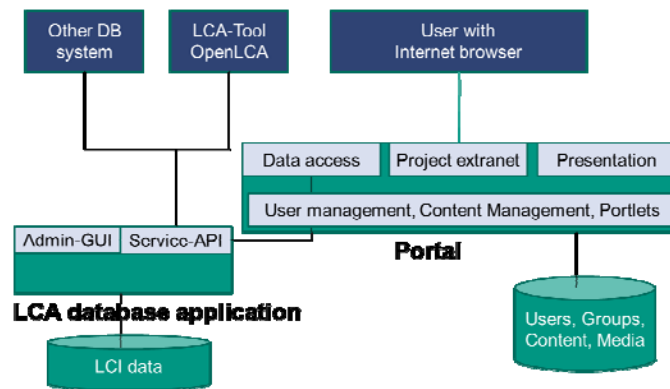 Other DB
system
LCA-Tool
OpenLCA
User with
Internet browser
Data access
Project extranet
Presentation
User management, Content Management, Portlets
Portal
Admin-GUI
Service-API
LCA database application
LCI data
Users, Groups,
Content, Media